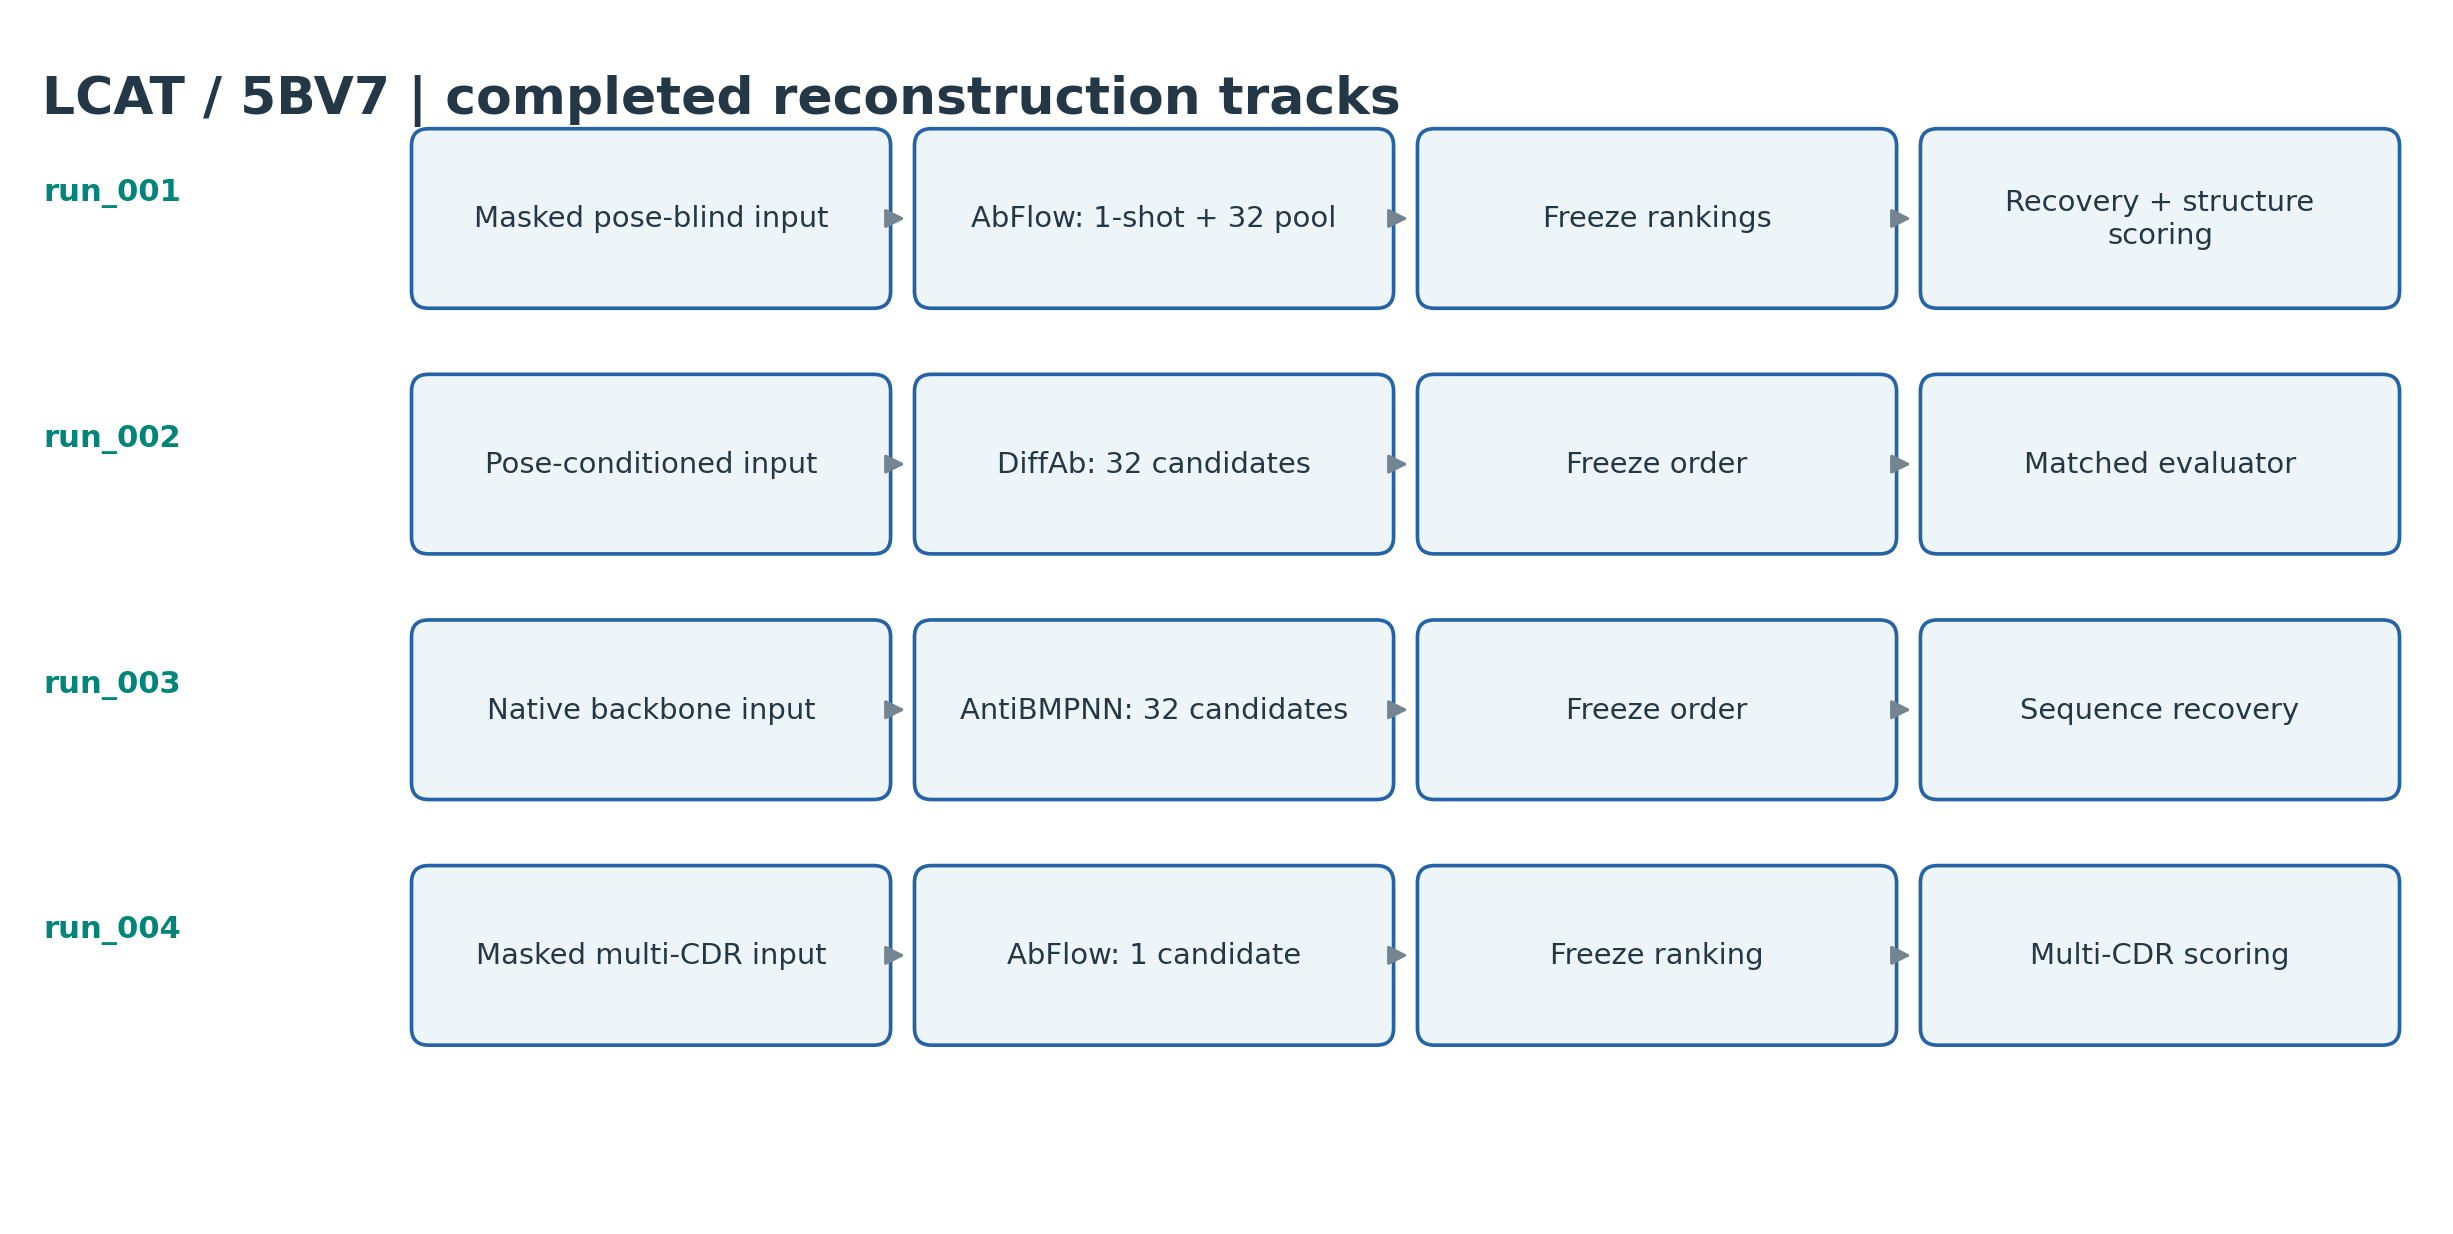 LCAT / 5BV7 | completed reconstruction tracks
run_001
Masked pose-blind input
AbFlow: 1-shot + 32 pool
Freeze rankings
Recovery + structure
scoring
run_002
Pose-conditioned input
DiffAb: 32 candidates
Freeze order
Matched evaluator
run_003
Native backbone input
AntiBMPNN: 32 candidates
Freeze order
Sequence recovery
run_004
Masked multi-CDR input
AbFlow: 1 candidate
Freeze ranking
Multi-CDR scoring